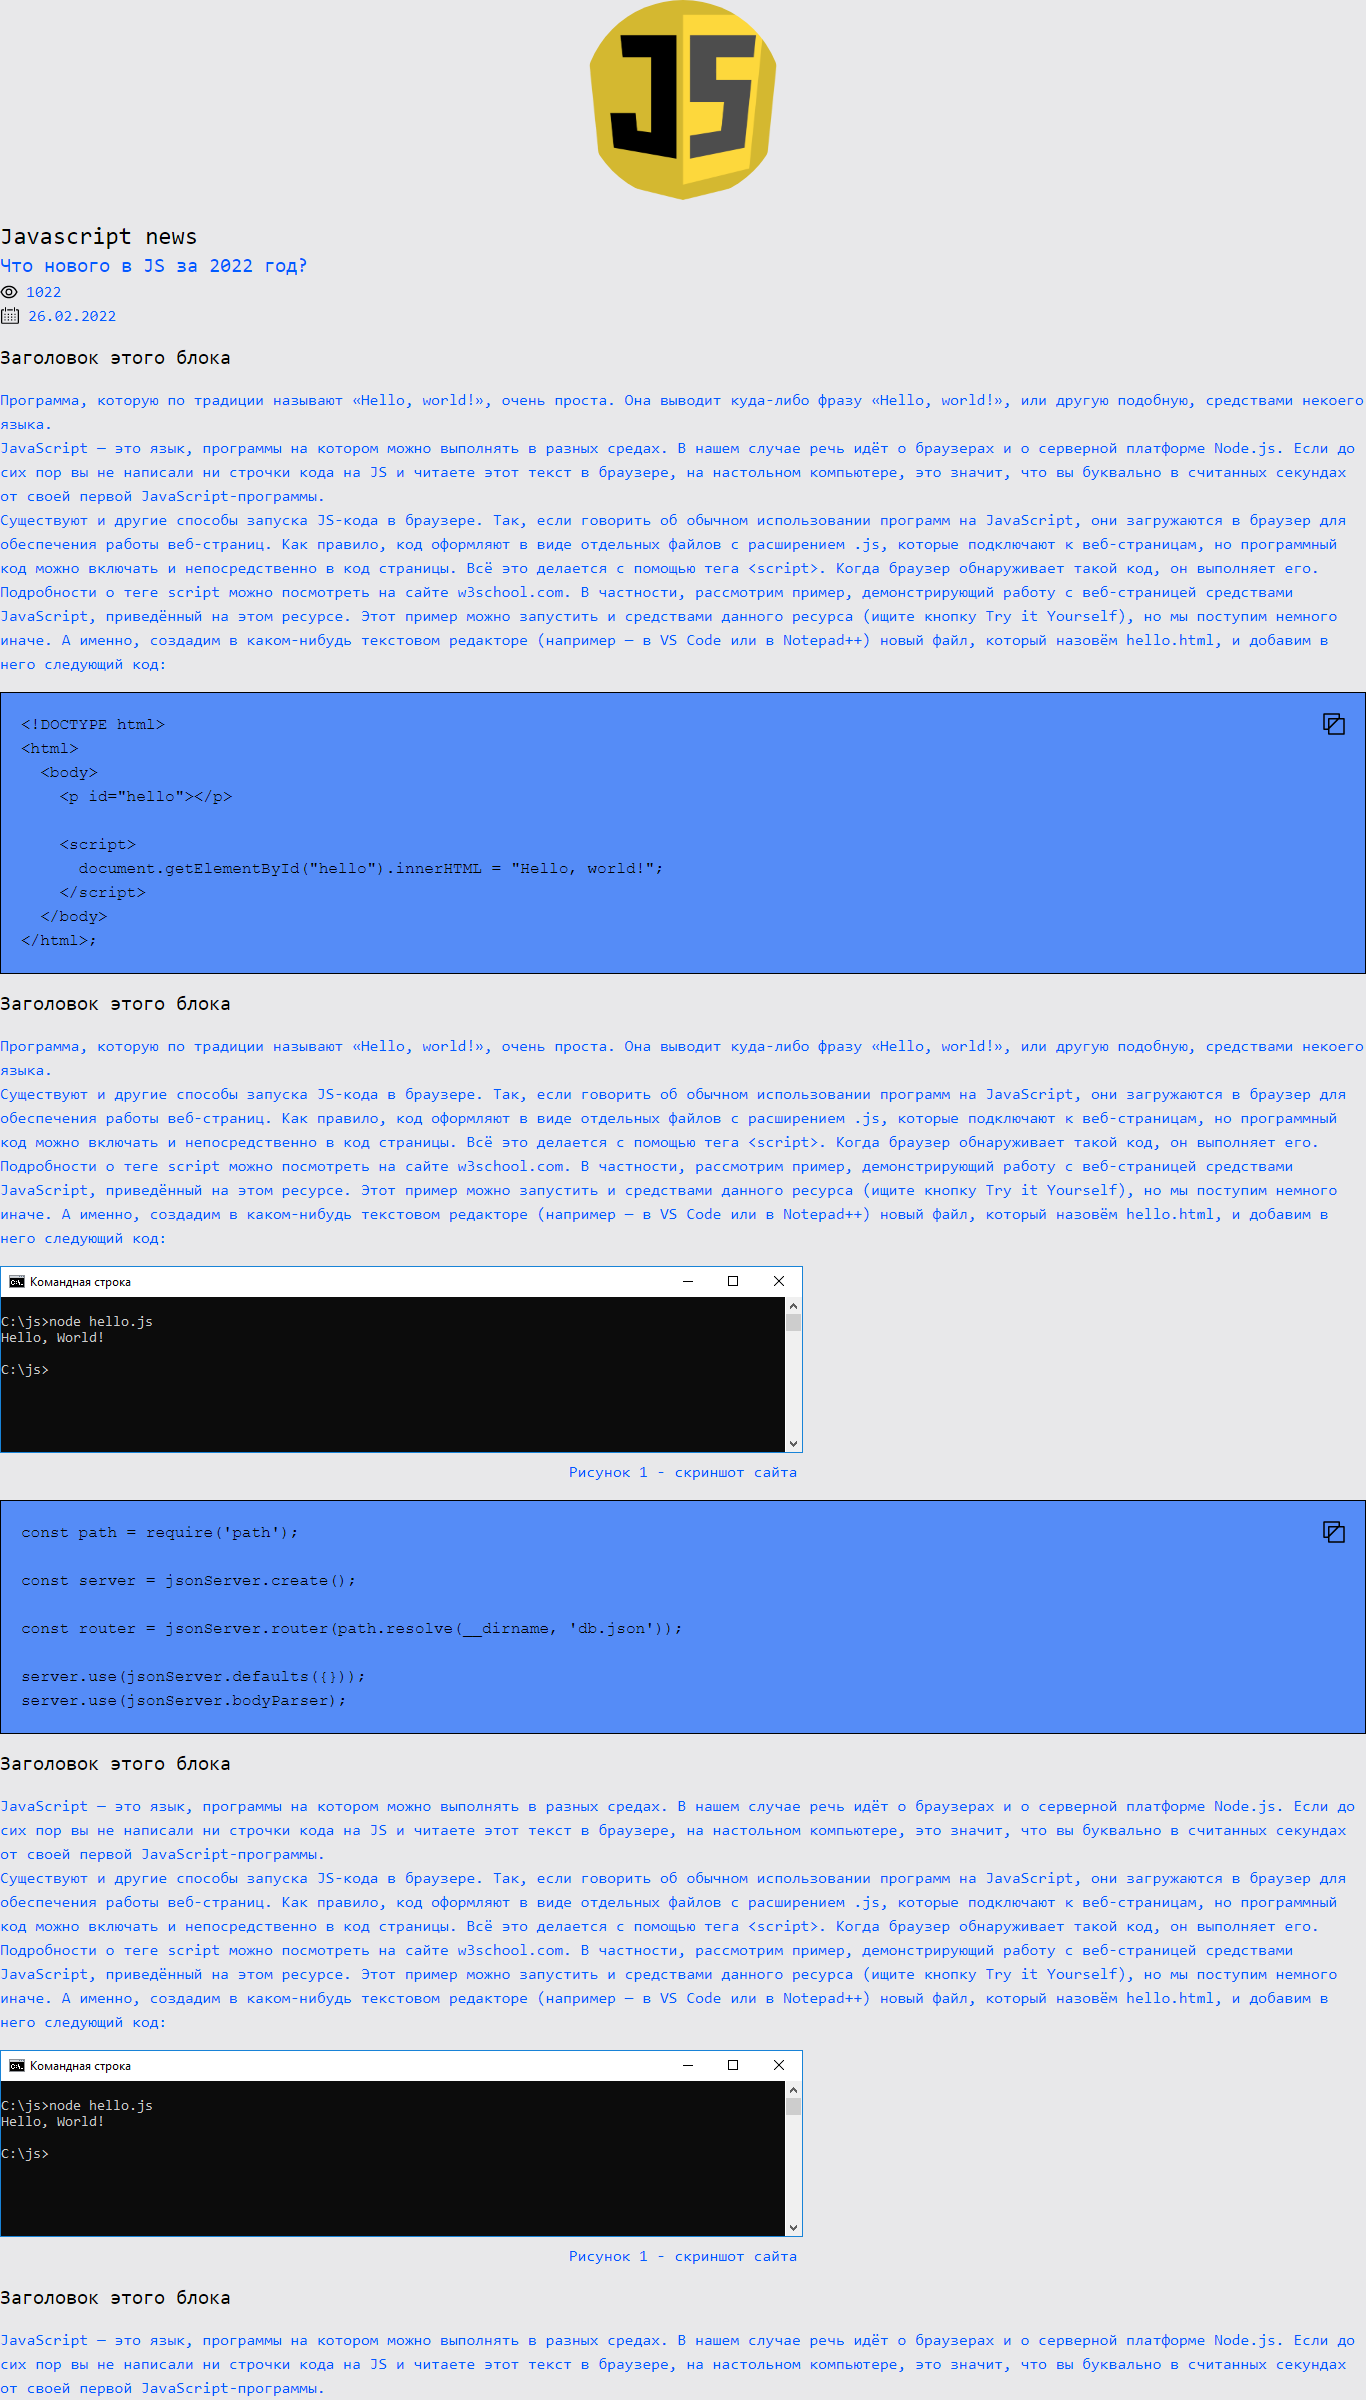 JS
Javascript news
Что нового в JS за 2022 год?
1022
26.02.2022
Заголовок этого блока
Программа, которую по традиции называют «Hello, world!», очень проста. Она выводит куда-либо фразу «Hello, world!», или другую подобную, средствами некоего
языка.
JavaScript — это язык, программы на котором можно выполнять в разных средах. В нашем случае речь идёт о браузерах и о серверной платформе Node.js. Если до
сих пор вы не написали ни строчки кода на JS и читаете этот текст в браузере, на настольном компьютере, это значит, что вы буквально в считанных секундах
от своей первой JavaScript-программы.
Существуют и другие способы запуска JS-кода в браузере. Так, если говорить об обычном использовании программ на JavaScript, они загружаются в браузер для
обеспечения работы веб-страниц. Как правило, код оформляют в виде отдельных файлов с расширением .js, которые подключают к веб-страницам, но программный
код можно включать и непосредственно в код страницы. Всё это делается с помощью тега <script>. Когда браузер обнаруживает такой код, он выполняет его.
Подробности о теге script можно посмотреть на сайте w3school.com. В частности, рассмотрим пример, демонстрирующий работу с веб-страницей средствами
JavaScript, приведённый на этом ресурсе. Этот пример можно запустить и средствами данного ресурса (ищите кнопку Try it Yourself), но мы поступим немного
иначе. А именно, создадим в каком-нибудь текстовом редакторе (например — в VS Code или в Notepad++) новый файл, который назовём hello.html, и добавим в
него следующий код:
<!DOCTYPE html>
<html>
  <body>
    <p id="hello"></p>
    <script>
      document.getElementById("hello").innerHTML = "Hello, world!";
    </script>
  </body>
</html>;
Заголовок этого блока
Программа, которую по традиции называют «Hello, world!», очень проста. Она выводит куда-либо фразу «Hello, world!», или другую подобную, средствами некоего
языка.
Существуют и другие способы запуска JS-кода в браузере. Так, если говорить об обычном использовании программ на JavaScript, они загружаются в браузер для
обеспечения работы веб-страниц. Как правило, код оформляют в виде отдельных файлов с расширением .js, которые подключают к веб-страницам, но программный
код можно включать и непосредственно в код страницы. Всё это делается с помощью тега <script>. Когда браузер обнаруживает такой код, он выполняет его.
Подробности о теге script можно посмотреть на сайте w3school.com. В частности, рассмотрим пример, демонстрирующий работу с веб-страницей средствами
JavaScript, приведённый на этом ресурсе. Этот пример можно запустить и средствами данного ресурса (ищите кнопку Try it Yourself), но мы поступим немного
иначе. А именно, создадим в каком-нибудь текстовом редакторе (например — в VS Code или в Notepad++) новый файл, который назовём hello.html, и добавим в
него следующий код:
Командная строка
C:\js>node hello.js
Hello, World!
C:\js>
Рисунок 1 - скриншот сайта
const path = require('path');
const server = jsonServer.create();
const router = jsonServer.router(path.resolve(__dirname, 'db.json'));
server.use(jsonServer.defaults({}));
server.use(jsonServer.bodyParser);
Заголовок этого блока
JavaScript — это язык, программы на котором можно выполнять в разных средах. В нашем случае речь идёт о браузерах и о серверной платформе Node.js. Если до
сих пор вы не написали ни строчки кода на JS и читаете этот текст в браузере, на настольном компьютере, это значит, что вы буквально в считанных секундах
от своей первой JavaScript-программы.
Существуют и другие способы запуска JS-кода в браузере. Так, если говорить об обычном использовании программ на JavaScript, они загружаются в браузер для
обеспечения работы веб-страниц. Как правило, код оформляют в виде отдельных файлов с расширением .js, которые подключают к веб-страницам, но программный
код можно включать и непосредственно в код страницы. Всё это делается с помощью тега <script>. Когда браузер обнаруживает такой код, он выполняет его.
Подробности о теге script можно посмотреть на сайте w3school.com. В частности, рассмотрим пример, демонстрирующий работу с веб-страницей средствами
JavaScript, приведённый на этом ресурсе. Этот пример можно запустить и средствами данного ресурса (ищите кнопку Try it Yourself), но мы поступим немного
иначе. А именно, создадим в каком-нибудь текстовом редакторе (например — в VS Code или в Notepad++) новый файл, который назовём hello.html, и добавим в
него следующий код:
Командная строка
C:\js>node hello.js
Hello, World!
C:\js>
Рисунок 1 - скриншот сайта
Заголовок этого блока
JavaScript — это язык, программы на котором можно выполнять в разных средах. В нашем случае речь идёт о браузерах и о серверной платформе Node.js. Если до
сих пор вы не написали ни строчки кода на JS и читаете этот текст в браузере, на настольном компьютере, это значит, что вы буквально в считанных секундах
от своей первой JavaScript-программы.